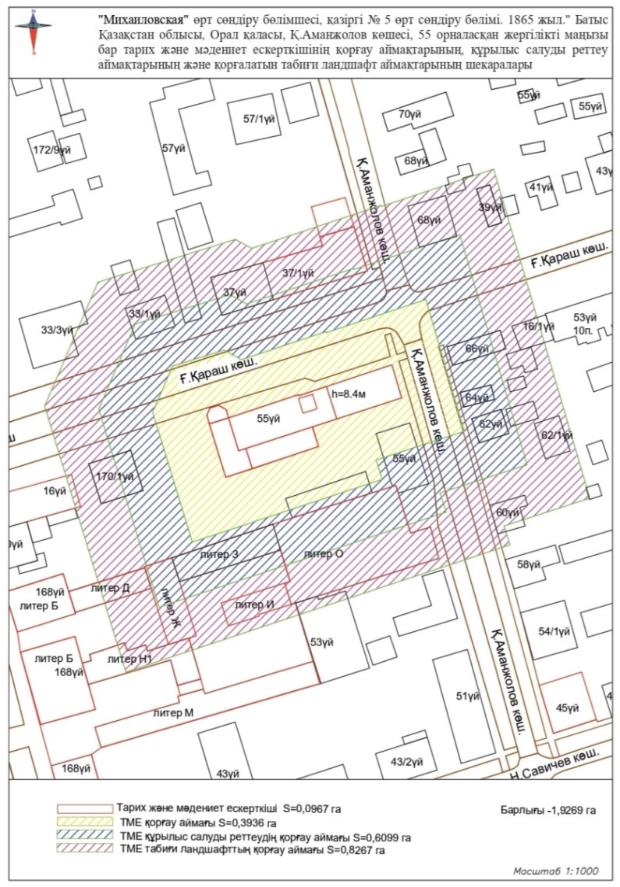 "Михаиловская" өрт сөндіру бөлімшесі, қазіргі № 5 өрт сөндіру бөлімі. 1865 жыл." Батыс
Қазақстан облысы, Орал қаласы, Қ.Аманжолов көшесі, 55 орналасқан жергілікті маңызы
бар тарих және мәдениет ескерткішінің қорғау аймақтарының, құрылыс салуды реттеу
аймақтарының және қорғалатын табиғи ландшафт аймақтарының шекаралары
55үй
55үй
57/1үй
70үй
57үй
172/9үй
68үй
Қ.Аманжолов көш.
41үй
43ү
39үй
68үй
Ғ.Қараш көш.
37/1үй
37үй
33/1үй
33/3үй
16/1үй
53үй
10п.
66үй
Ғ.Қараш көш.
Қ.Аманжолов көш.
h=8.4м
64үй
55үй
62үй
62/1үй
ш
55үй
170/1үй
16үй
60үй
литер З
литер О
58үй
литер Д
168үй
литер Б
литер Ж
литер И
53үй
54/1үй
литер Б
168үй
литер Н1
Қ.Аманжолов көш.
51үй
45үй
4
литер М
168үй
43үй
43/2үй
Н.Савичев көш.
Тарих және мәдениет ескерткіші S=0,0967 га
Барлығы -1,9269 га
ТМЕ қорғау аймағы S=0,3936 га
ТМЕ құрылыс салуды реттеудің қорғау аймағы S=0,6099 га
ТМЕ табиғи ландшафттың қорғау аймағы S=0,8267 га
Масштаб 1:1000